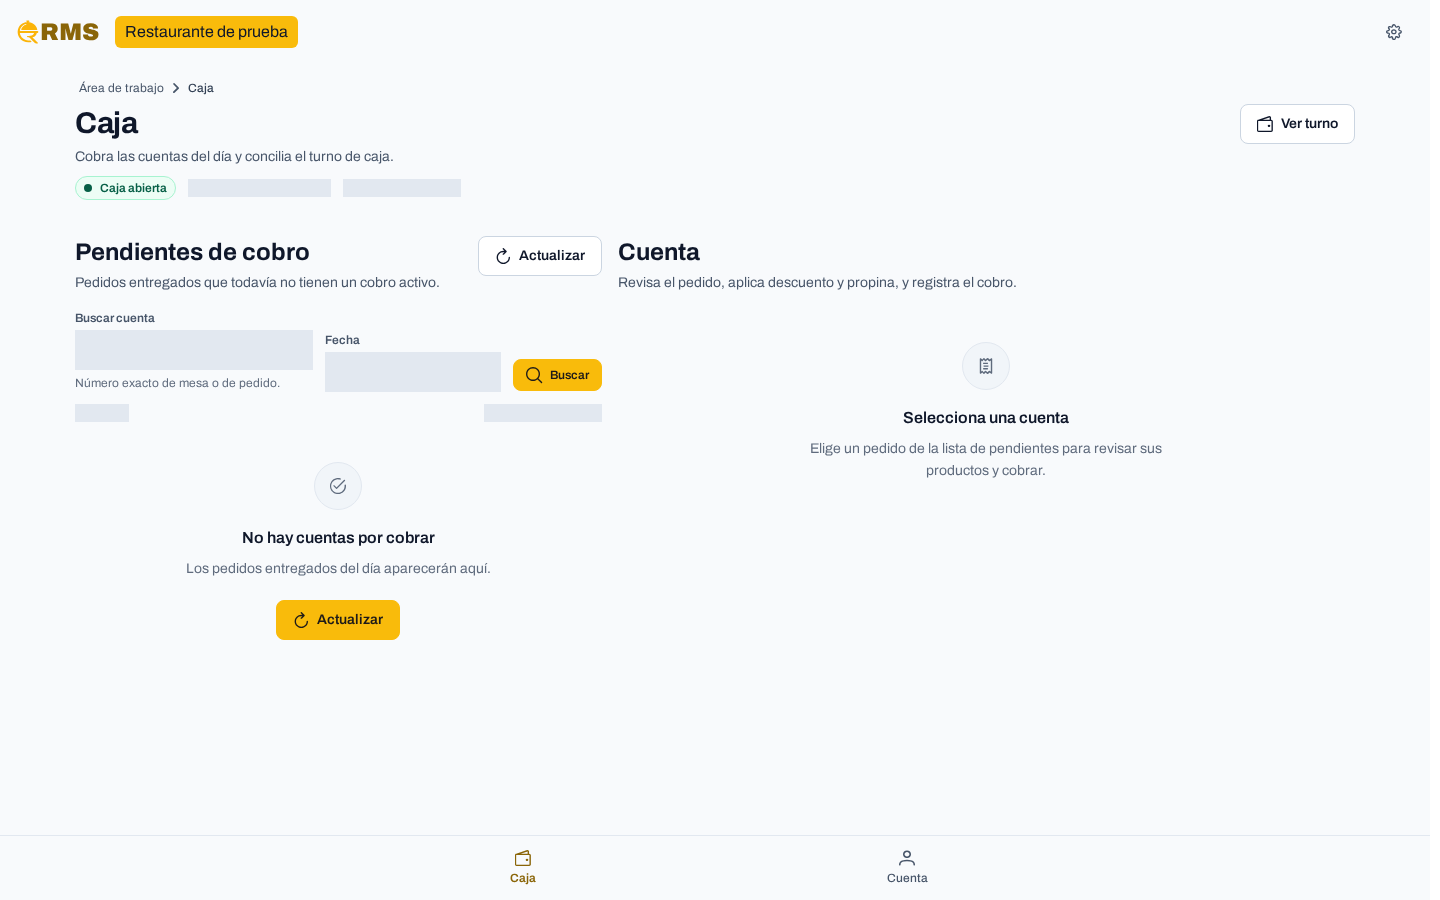 RMS
Restaurante de prueba
Área de trabajo
Caja
Caja
Ver turno
Cobra las cuentas del día y concilia el turno de caja.
Caja abierta
Pendientes de cobro
Actualizar
Pedidos entregados que todavía no tienen un cobro activo.
Buscar cuenta
Fecha
Buscar
Número exacto de mesa o de pedido.
No hay cuentas por cobrar
Los pedidos entregados del día aparecerán aquí.
Actualizar
Cuenta
Revisa el pedido, aplica descuento y propina, y registra el cobro.
Selecciona una cuenta
Elige un pedido de la lista de pendientes para revisar sus
productos y cobrar.
Caja
Cuenta